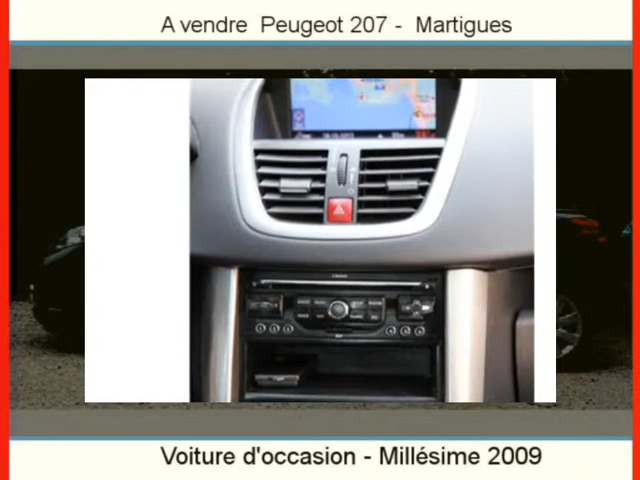 A vendre Peugeot 207 - Martigues
Voiture d'occasion - Millésime 2009